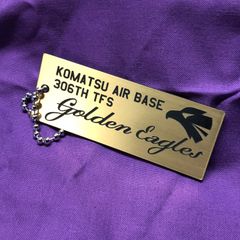 KOMATSU AIR BASE
306TH TFS
Golden Eagles